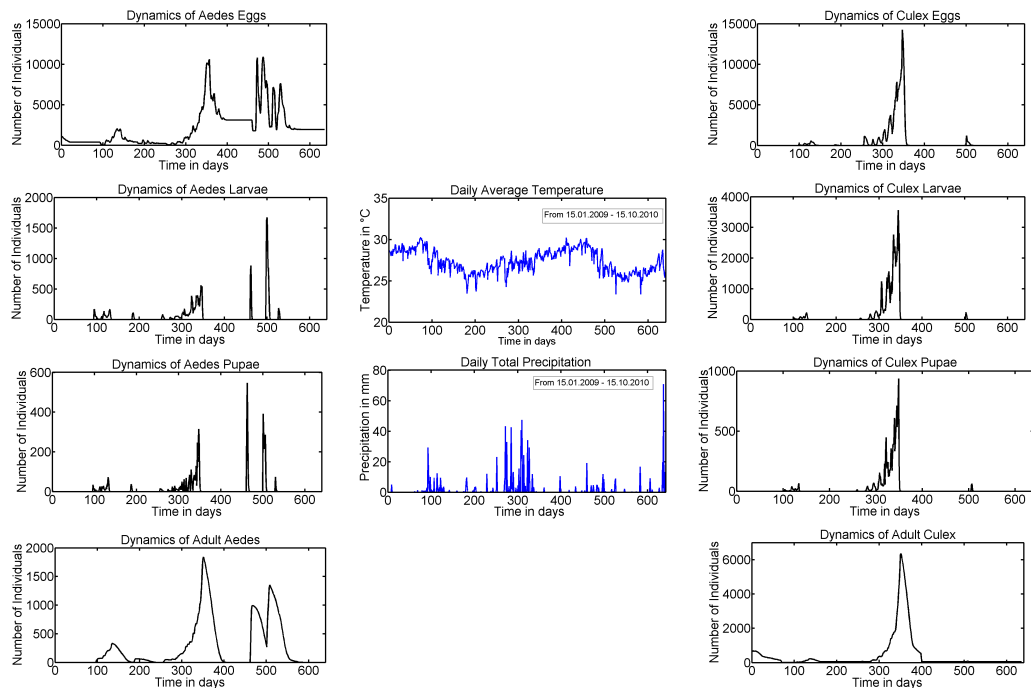 Dynamics of Aedes Eggs
Number of Individuals
15000
10000
5000
0
0 100 200 300 400 500 600
Time in days
Dynamics of Culex Eggs
Number of Individuals
15000
10000
5000
0
0 100 200 300 400 500 600
Time in days
Dynamics of Aedes Larvae
Number of Individuals
2000
1500
1000
500
0
0 100 200 300 400 500 600
Daily Average Temperature
From 15.01.2009 - 15.10.2010
Temperature in °C
35
30
25
20
0 100 200 300 400 500 600
Time in days
Dynamics of Culex Larvae
Number of Individuals
4000
3000
2000
1000
0
0 100 200 300 400 500 600
Dynamics of Aedes Pupae
Number of Individuals
600
400
200
0
0 100 200 300 400 500 600
Time in days
Daily Total Precipitation
From 15.01.2009 - 15.10.2010
Precipitation in mm
80
60
40
20
0
0 100 200 300 400 500 600
Time in days
Dynamics of Culex Pupae
Number of Individuals
1000
500
0
0 100 200 300 400 500 600
Time in days
Dynamics of Adult Aedes
Number of Individuals
2000
1500
1000
500
0
0 100 200 300 400 500 600
Time in days
Dynamics of Adult Culex
Number of Individuals
6000
4000
2000
0
0 100 200 300 400 500 600
Time in days